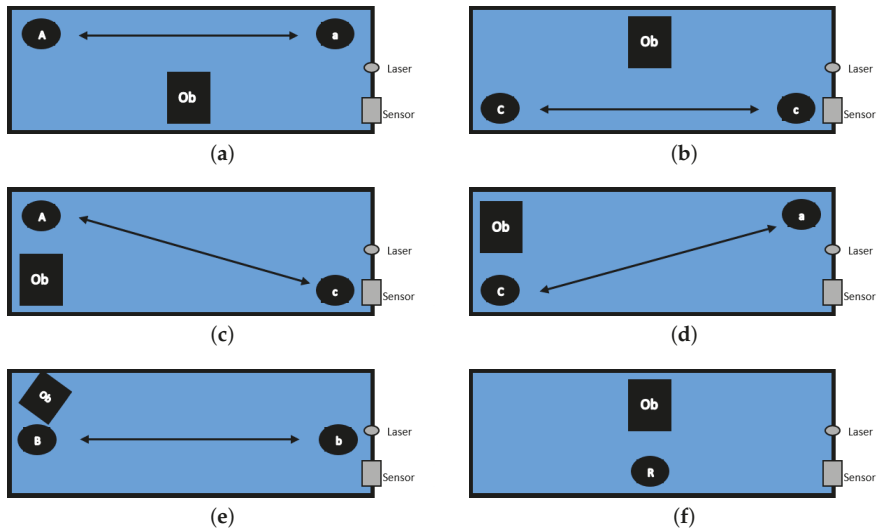 A a
Ob
Laser
Sensor
(a)
Ob
C c
Laser
Sensor
(b)
A
Ob
c
Laser
Sensor
(c)
a
Ob
C
Laser
Sensor
(d)
Ob
B b
Laser
Sensor
(e)
Ob
R
Laser
Sensor
(f)